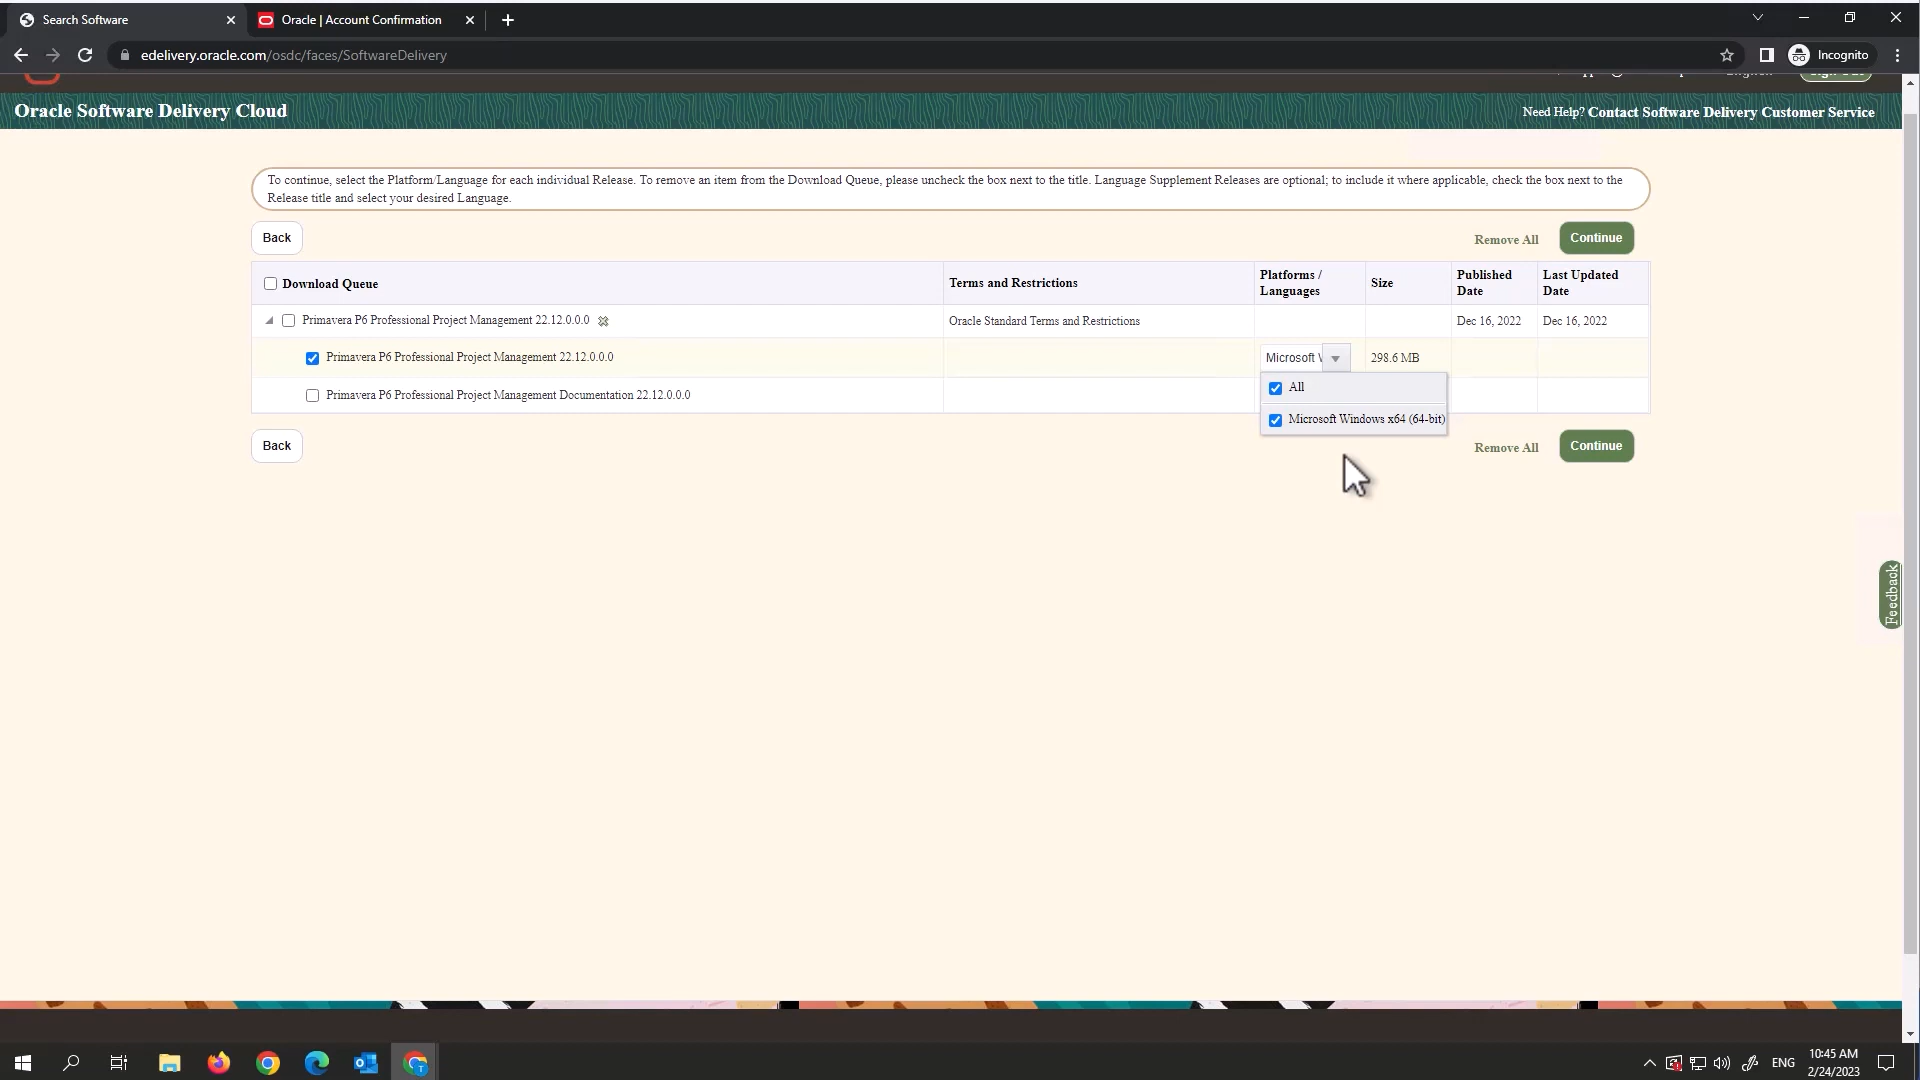 Search Software
Oracle | Account Confirmation
edelivery.oracle.com/osdc/faces/SoftwareDelivery
Incognito
Oracle Software Delivery Cloud
Need Help? Contact Software Delivery Customer Service
To continue, select the Platform/Language for each individual Release. To remove an item from the Download Queue, please uncheck the box next to the title. Language Supplement Releases are optional; to include it where applicable, check the box next to the
Release title and select your desired Language.
Back
Remove All
Continue
Download Queue
Terms and Restrictions
Platforms /
Languages
Size
Published
Date
Last Updated
Date
Primavera P6 Professional Project Management 22.12.0.0.0
Oracle Standard Terms and Restrictions
Dec 16, 2022
Dec 16, 2022
Primavera P6 Professional Project Management 22.12.0.0.0
Microsoft
298.6 MB
All
Primavera P6 Professional Project Management Documentation 22.12.0.0.0
Microsoft Windows x64 (64-bit)
Back
Remove All
Continue
Feedback
ENG
10:45 AM
2/24/2023